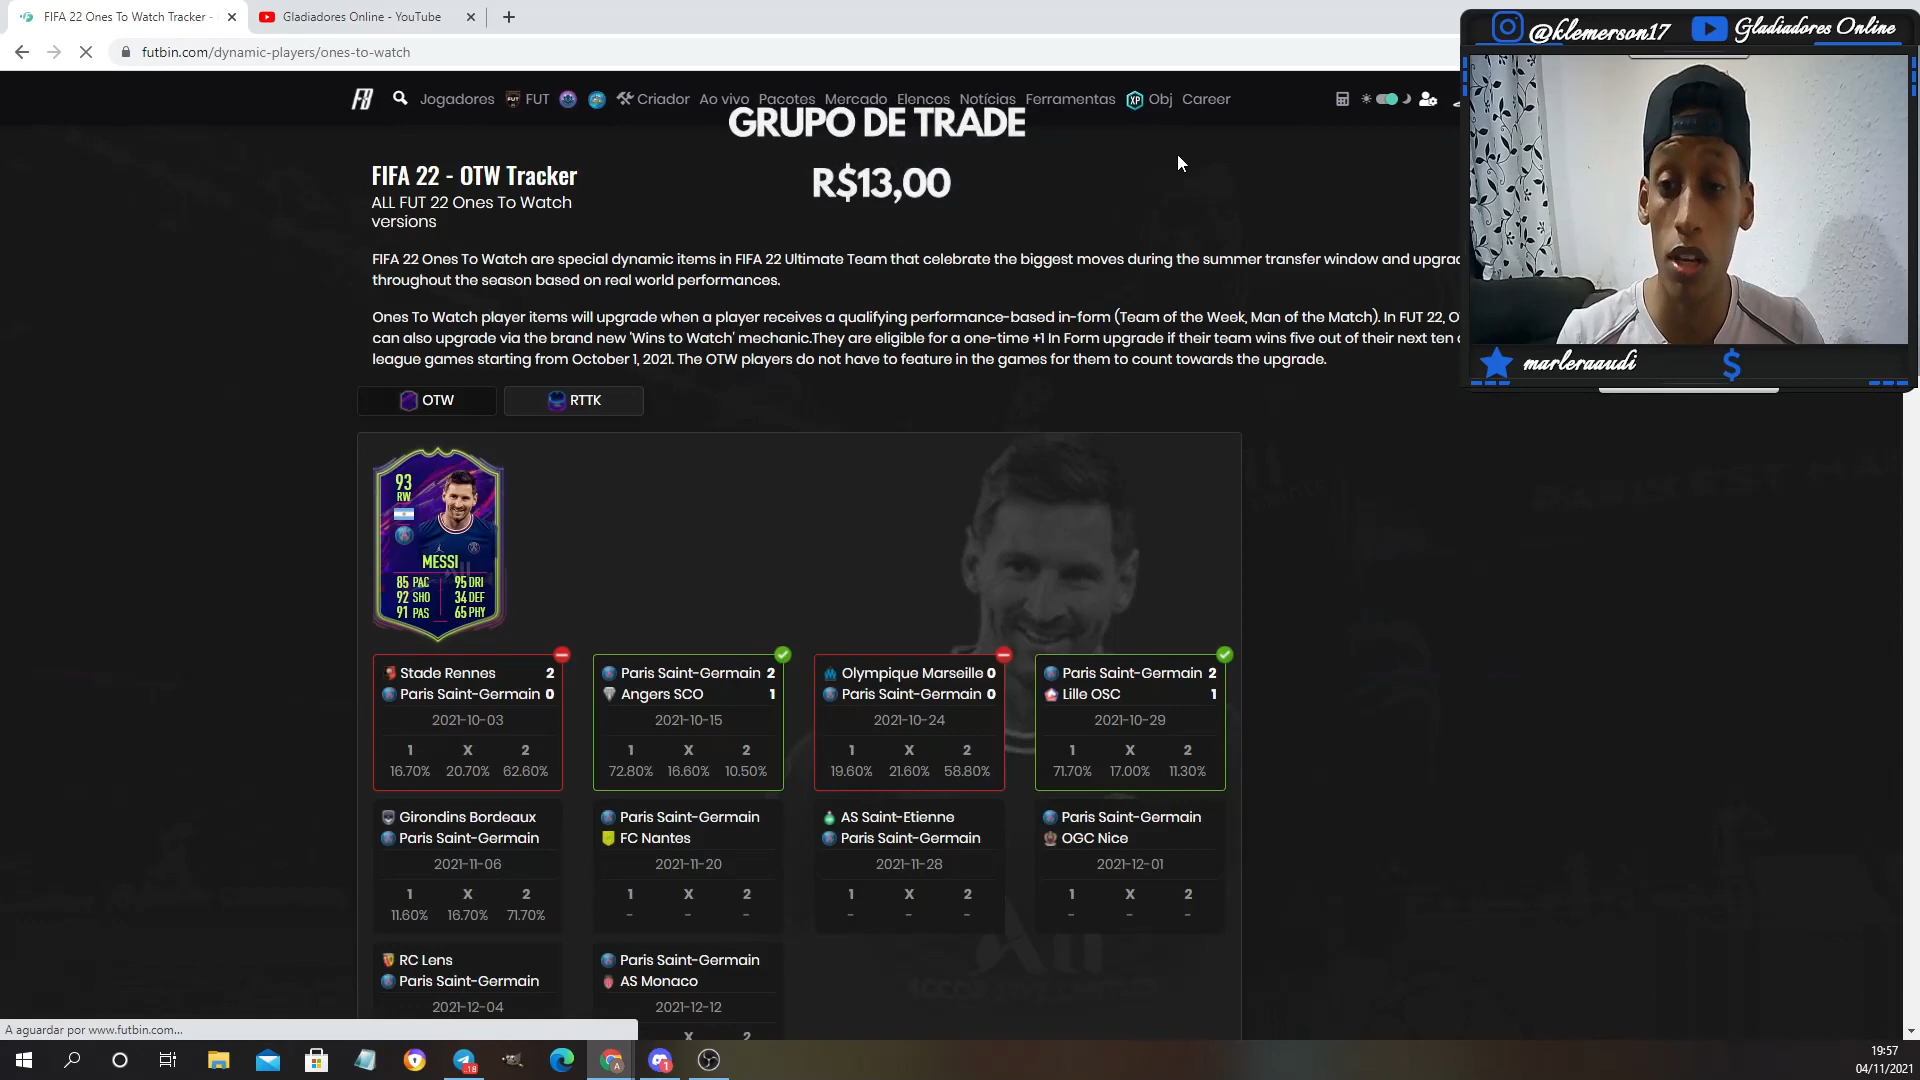 FIFA 22 Ones To Watch Tracker -
Gladiadores Online - YouTube
futbin.com/dynamic-players/ones-to-watch
@klemerson17
Gladiadores Online
Jogadores FUT Criador Ao vivo Pacotes Mercado Elencos Notícias Ferramentas XP Obj Career
GRUPO DE TRADE
R$13,00
FIFA 22 - OTW Tracker
ALL FUT 22 Ones To Watch
versions
FIFA 22 Ones To Watch are special dynamic items in FIFA 22 Ultimate Team that celebrate the biggest moves during the summer transfer window and upgra
throughout the season based on real world performances.
Ones To Watch player items will upgrade when a player receives a qualifying performance-based in-form (Team of the Week, Man of the Match). In FUT 22, O
can also upgrade via the brand new 'Wins to Watch' mechanic.They are eligible for a one-time +1 In Form upgrade if their team wins five out of their next ten
league games starting from October 1, 2021. The OTW players do not have to feature in the games for them to count towards the upgrade.
marleraaudi
$
OTW
RTTK
93
RW
MESSI
85 PAC 95 DRI
92 SHO 34 DEF
91 PAS 65 PHY
Stade Rennes 2
Paris Saint-Germain 0
2021-10-03
1 X 2
16.70% 20.70% 62.60%
Paris Saint-Germain 2
Angers SCO 1
2021-10-15
1 X 2
72.80% 16.60% 10.50%
Olympique Marseille 0
Paris Saint-Germain 0
2021-10-24
1 X 2
19.60% 21.60% 58.80%
Paris Saint-Germain 2
Lille OSC 1
2021-10-29
1 X 2
71.70% 17.00% 11.30%
Girondins Bordeaux
Paris Saint-Germain
2021-11-06
1 X 2
11.60% 16.70% 71.70%
Paris Saint-Germain
FC Nantes
2021-11-20
1 X 2
- - -
AS Saint-Etienne
Paris Saint-Germain
2021-11-28
1 X 2
- - -
Paris Saint-Germain
OGC Nice
2021-12-01
1 X 2
- - -
RC Lens
Paris Saint-Germain
2021-12-04
Paris Saint-Germain
AS Monaco
2021-12-12
X 2
A aguardar por www.futbin.com...
18
1
19:57
04/11/2021